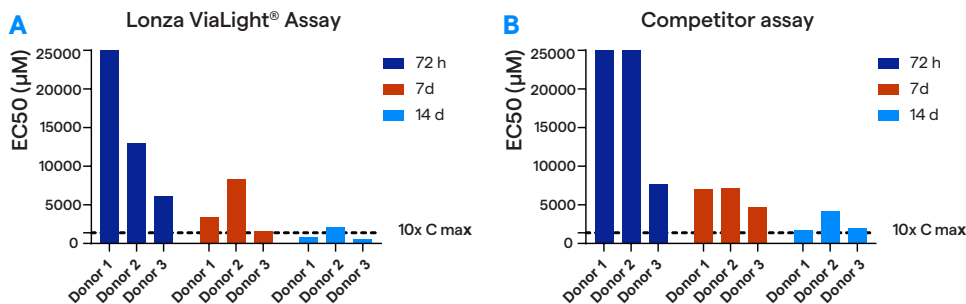 A
Lonza ViaLight® Assay
EC50 (µM)
25000
20000
15000
10000
5000
0
72 h
7d
14 d
10x C max
Donor 1
Donor 2
Donor 3
Donor 1
Donor 2
Donor 3
Donor 1
Donor 2
Donor 3
B
Competitor assay
EC50 (µM)
25000
20000
15000
10000
5000
0
72 h
7d
14 d
10x C max
Donor 1
Donor 2
Donor 3
Donor 1
Donor 2
Donor 3
Donor 1
Donor 2
Donor 3